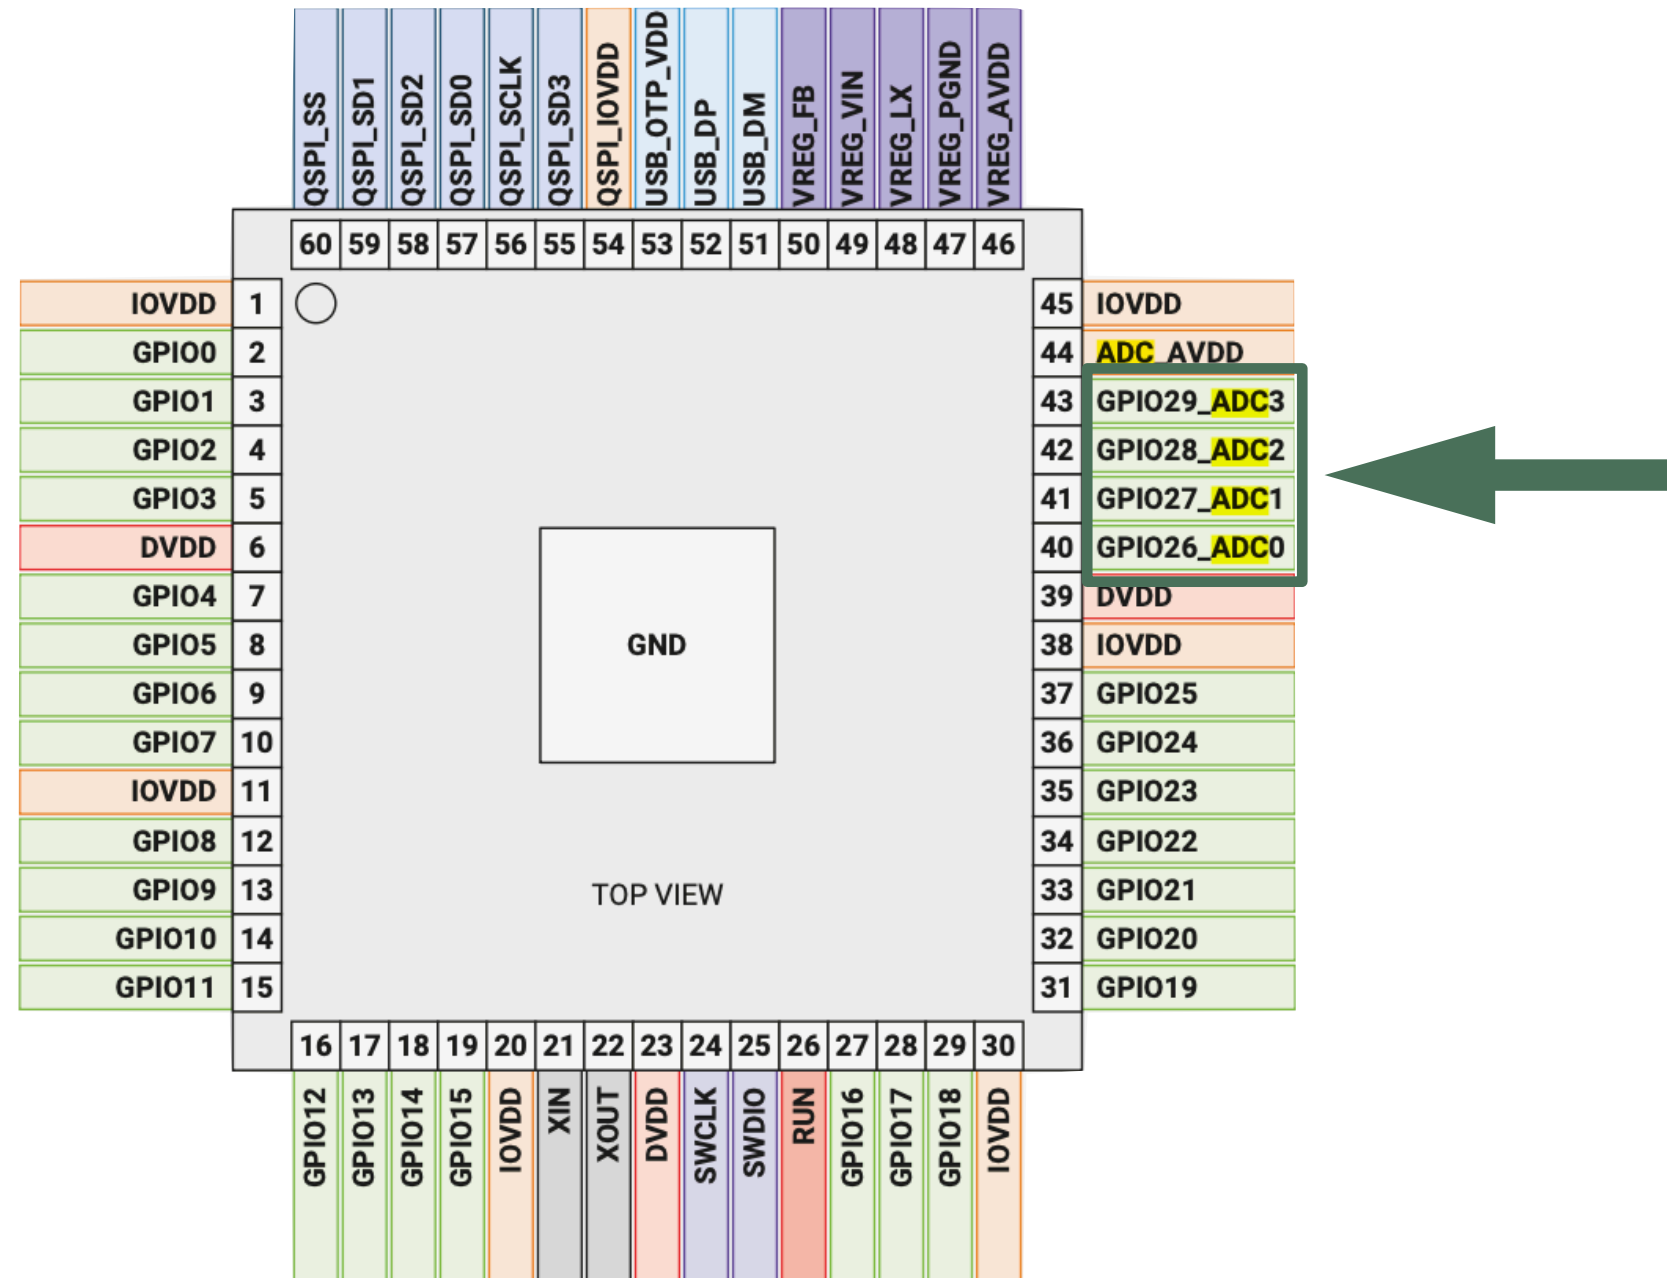 QSPI_SS
QSPI_SD1
QSPI_SD2
QSPI_SD0
QSPI_SCLK
QSPI_SD3
QSPI_IOVDD
USB_OTP_VDD
USB_DP
USB_DM
VREG_FB
VREG_VIN
VREG_LX
VREG_PGND
VREG_AVDD
60 59 58 57 56 55 54 53 52 51 50 49 48 47 46
IOVDD 1
GPIO0 2
GPIO1 3
GPIO2 4
GPIO3 5
DVDD 6
GPIO4 7
GPIO5 8
GPIO6 9
GPIO7 10
IOVDD 11
GPIO8 12
GPIO9 13
GPIO10 14
GPIO11 15
GND
TOP VIEW
45 IOVDD
44 ADC_AVDD
43 GPIO29_ADC3
42 GPIO28_ADC2
41 GPIO27_ADC1
40 GPIO26_ADC0
39 DVDD
38 IOVDD
37 GPIO25
36 GPIO24
35 GPIO23
34 GPIO22
33 GPIO21
32 GPIO20
31 GPIO19
16 17 18 19 20 21 22 23 24 25 26 27 28 29 30
GPIO12
GPIO13
GPIO14
GPIO15
IOVDD
XIN
XOUT
DVDD
SWCLK
SWDIO
RUN
GPIO16
GPIO17
GPIO18
IOVDD